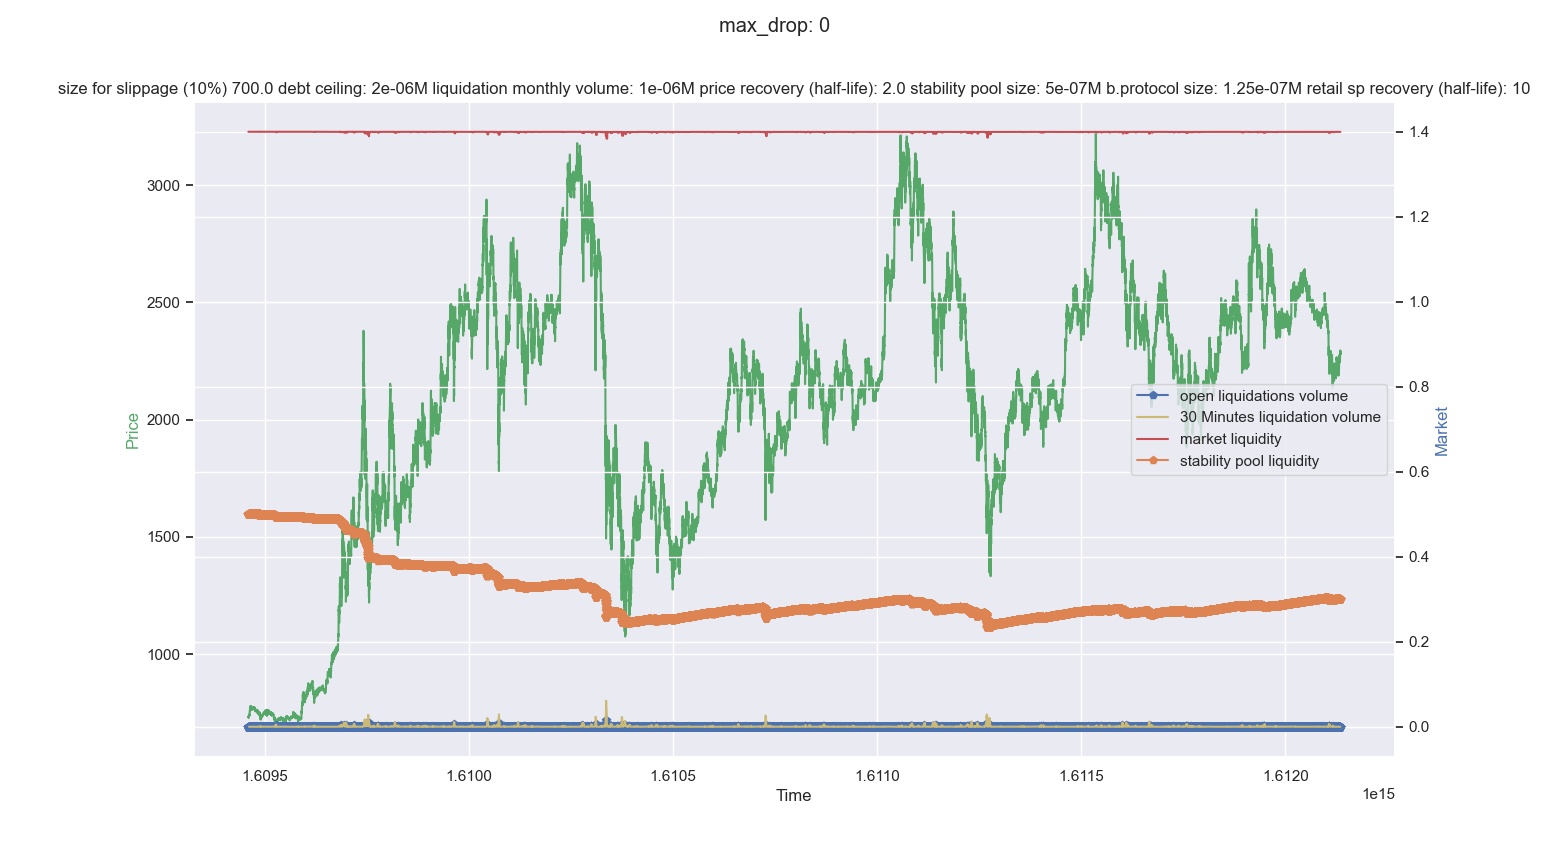 max_drop: 0
size for slippage (10%) 700.0 debt ceiling: 2e-06M liquidation monthly volume: 1e-06M price recovery (half-life): 2.0 stability pool size: 5e-07M b.protocol size: 1.25e-07M retail sp recovery (half-life): 10
3000
2500
2000
1500
1000
Price
1.4
1.2
1.0
0.8
0.6
0.4
0.2
0.0
Market
open liquidations volume
30 Minutes liquidation volume
market liquidity
stability pool liquidity
1.6095
1.6100
1.6105
1.6110
1.6115
1.6120
Time
1e15